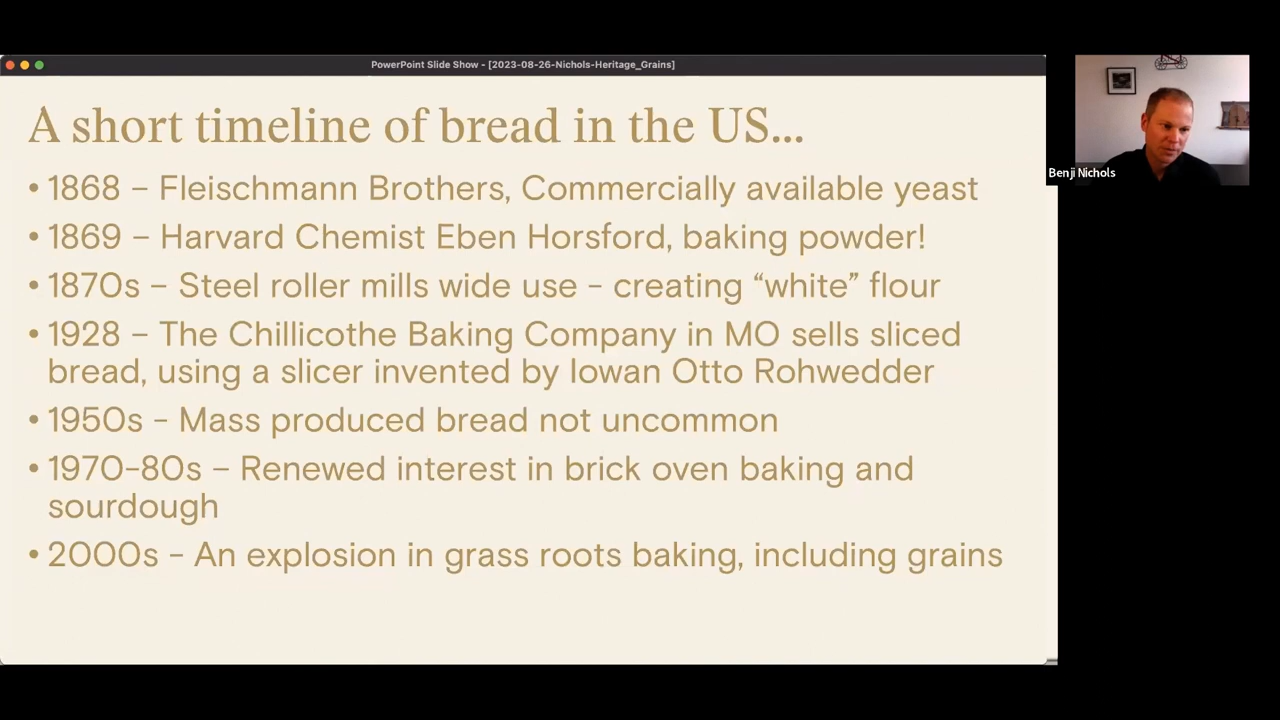 PowerPoint Slide Show - [2023-08-26-Nichols-Heritage_Grains]
A short timeline of bread in the US...
• 1868 – Fleischmann Brothers, Commercially available yeast
• 1869 – Harvard Chemist Eben Horsford, baking powder!
• 1870s – Steel roller mills wide use - creating “white” flour
• 1928 – The Chillicothe Baking Company in MO sells sliced
bread, using a slicer invented by Iowan Otto Rohwedder
• 1950s - Mass produced bread not uncommon
• 1970-80s – Renewed interest in brick oven baking and
sourdough
• 2000s - An explosion in grass roots baking, including grains
Benji Nichols